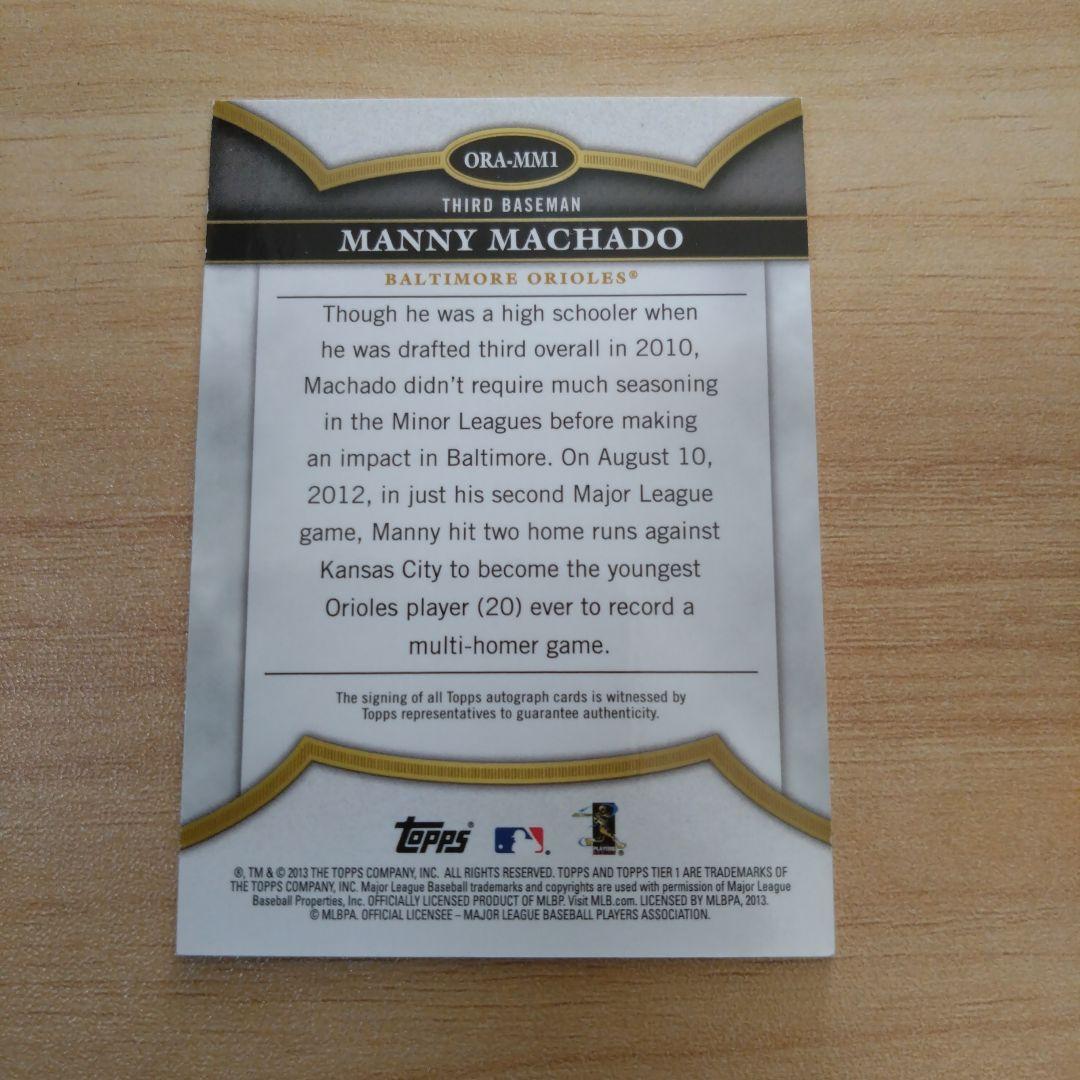 ORA-MM1
THIRD BASEMAN
MANNY MACHADO
BALTIMORE ORIOLES®
Though he was a high schooler when
he was drafted third overall in 2010,
Machado didn't require much seasoning
in the Minor Leagues before making
an impact in Baltimore. On August 10,
2012, in just his second Major League
game, Manny hit two home runs against
Kansas City to become the youngest
Orioles player (20) ever to record a
multi-homer game.
The signing of all Topps autograph cards is witnessed by
Topps representatives to guarantee authenticity.
Topps®
PLAYERS
®, TM & © 2013 THE TOPPS COMPANY, INC. ALL RIGHTS RESERVED. TOPPS AND TOPPS TIER 1 ARE TRADEMARKS OF
THE TOPPS COMPANY, INC. Major League Baseball trademarks and copyrights are used with permission of Major League
Baseball Properties, Inc. OFFICIALLY LICENSED PRODUCT OF MLBP. Visit MLB.com. LICENSED BY MLBPA, 2013.
© MLBPA. OFFICIAL LICENSEE – MAJOR LEAGUE BASEBALL PLAYERS ASSOCIATION.